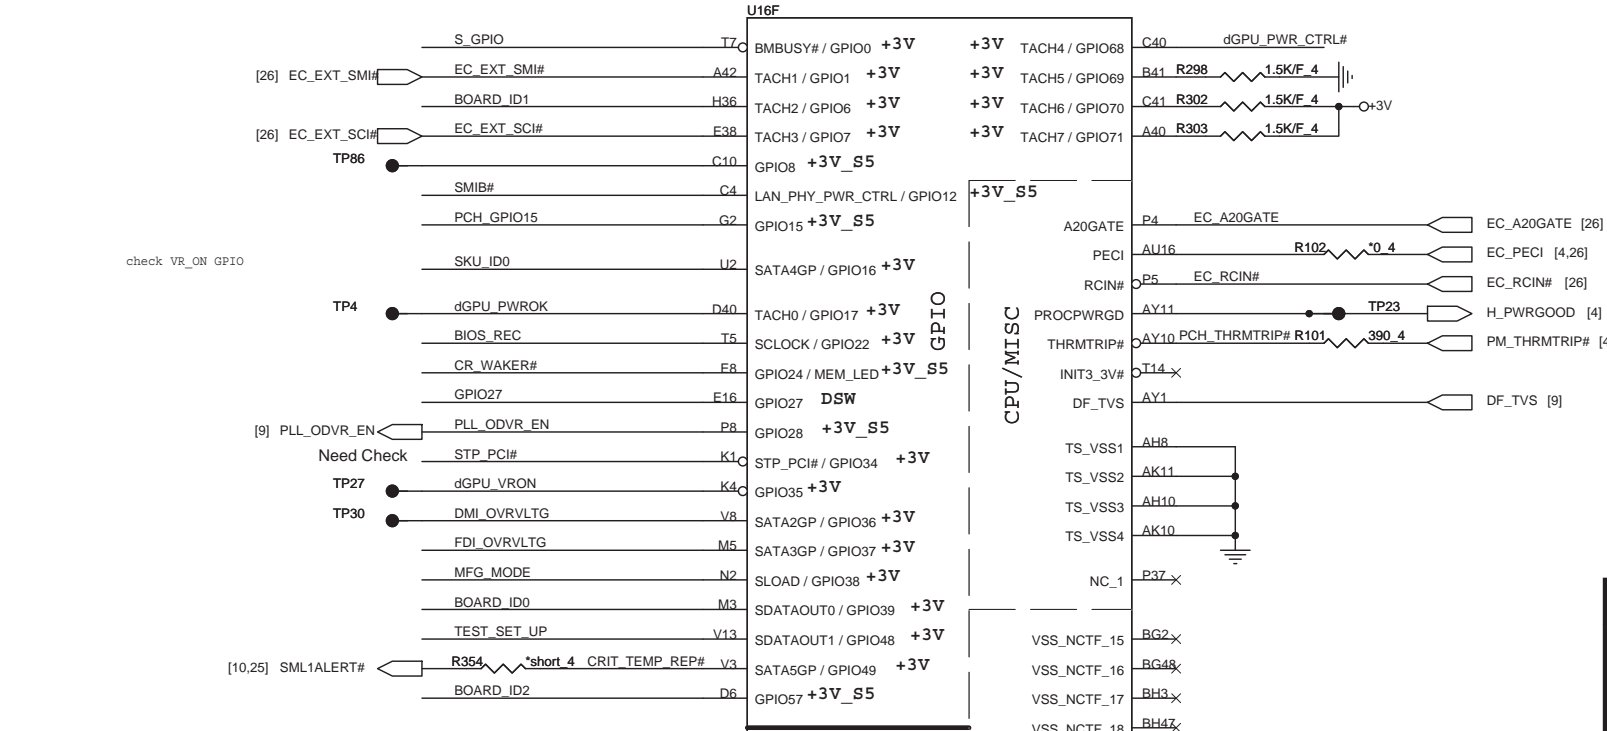 U16F
S_GPIO T7 BMBUSY# / GPIO0 +3V +3V TACH4 / GPIO68 C40 dGPU_PWR_CTRL#
[26] EC_EXT_SMI# EC_EXT_SMI# A42 TACH1 / GPIO1 +3V +3V TACH5 / GPIO69 B41 R298 1.5K/F_4
BOARD_ID1 H36 TACH2 / GPIO6 +3V +3V TACH6 / GPIO70 C41 R302 1.5K/F_4 +3V
[26] EC_EXT_SCI# EC_EXT_SCI# E38 TACH3 / GPIO7 +3V +3V TACH7 / GPIO71 A40 R303 1.5K/F_4
TP86 C10 GPIO8 +3V_S5
SMIB# C4 LAN_PHY_PWR_CTRL / GPIO12 +3V_S5
PCH_GPIO15 G2 GPIO15 +3V_S5 A20GATE P4 EC_A20GATE EC_A20GATE [26]
PECI AU16 R102 *0_4 EC_PECI [4,26]
check VR_ON GPIO SKU_ID0 U2 SATA4GP / GPIO16 +3V
RCIN# P5 EC_RCIN# EC_RCIN# [26]
TP4 dGPU_PWROK D40 TACH0 / GPIO17 +3V PROCPWRGD AY11 TP23 H_PWRGOOD [4]
GPIO
CPU/MISC
BIOS_REC T5 SCLOCK / GPIO22 +3V THRMTRIP# AY10 PCH_THRMTRIP# R101 390_4 PM_THRMTRIP# [4
CR_WAKER# E8 GPIO24 / MEM_LED +3V_S5 INIT3_3V# T14
GPIO27 E16 GPIO27 DSW DF_TVS AY1 DF_TVS [9]
[9] PLL_ODVR_EN PLL_ODVR_EN P8 GPIO28 +3V_S5
Need Check STP_PCI# K1 STP_PCI# / GPIO34 +3V TS_VSS1 AH8
TP27 dGPU_VRON K4 GPIO35 +3V TS_VSS2 AK11
TP30 DMI_OVRVLTG V8 SATA2GP / GPIO36 +3V TS_VSS3 AH10
FDI_OVRVLTG M5 SATA3GP / GPIO37 +3V TS_VSS4 AK10
MFG_MODE N2 SLOAD / GPIO38 +3V NC_1 P37
BOARD_ID0 M3 SDATAOUT0 / GPIO39 +3V
TEST_SET_UP V13 SDATAOUT1 / GPIO48 +3V VSS_NCTF_15 BG2
[10,25] SML1ALERT# R354 *short_4 CRIT_TEMP_REP# V3 SATA5GP / GPIO49 +3V VSS_NCTF_16 BG48
BOARD_ID2 D6 GPIO57 +3V_S5 VSS_NCTF_17 BH3
VSS_NCTF_18 BH47